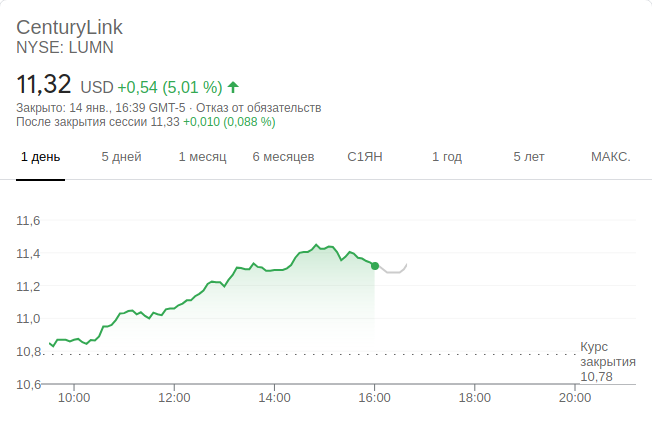 CenturyLink
NYSE: LUMN
11,32 USD +0,54 (5,01 %)
Закрыто: 14 янв., 16:39 GMT-5 · Отказ от обязательств
После закрытия сессии 11,33 +0,010 (0,088 %)
1 день 5 дней 1 месяц 6 месяцев С1ЯН 1 год 5 лет МАКС.
11,6
11,4
11,2
11,0
10,8
Курс
закрытия
10,78
10,6
10:00 12:00 14:00 16:00 18:00 20:00